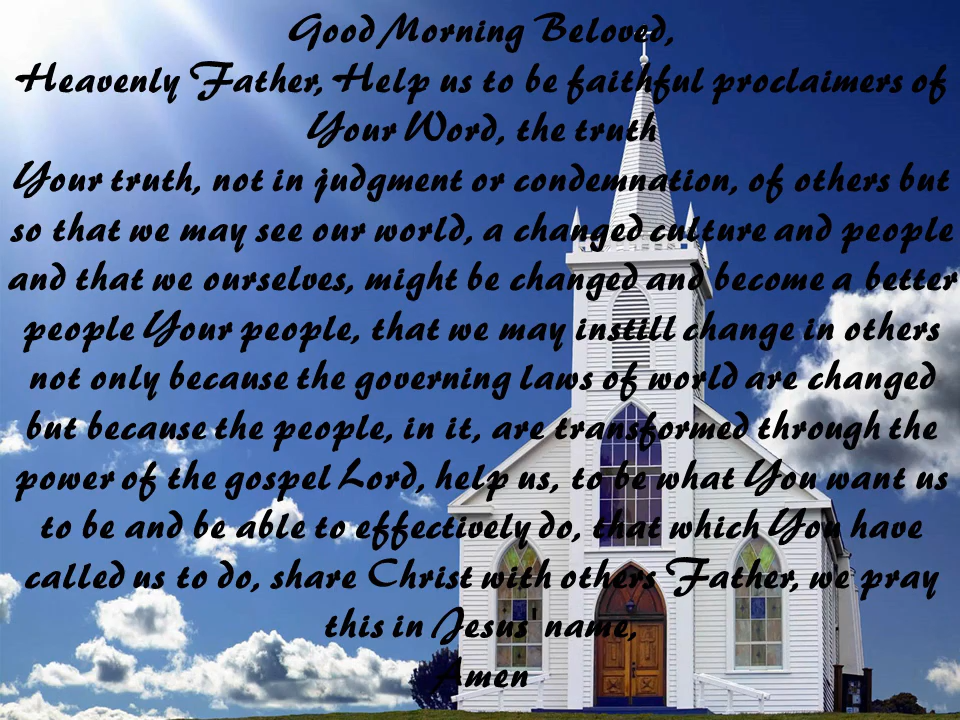 Good Morning Beloved,
Heavenly Father, Help us to be faithful proclaimers of
Your Word, the truth
Your truth, not in judgment or condemnation, of others but
so that we may see our world, a changed culture and people
and that we ourselves, might be changed and become a better
people Your people, that we may instill change in others
not only because the governing laws of world are changed
but because the people, in it, are transformed through the
power of the gospel Lord, help us, to be what You want us
to be and be able to effectively do, that which You have
called us to do, share Christ with others Father, we pray
this in Jesus' name,
Amen